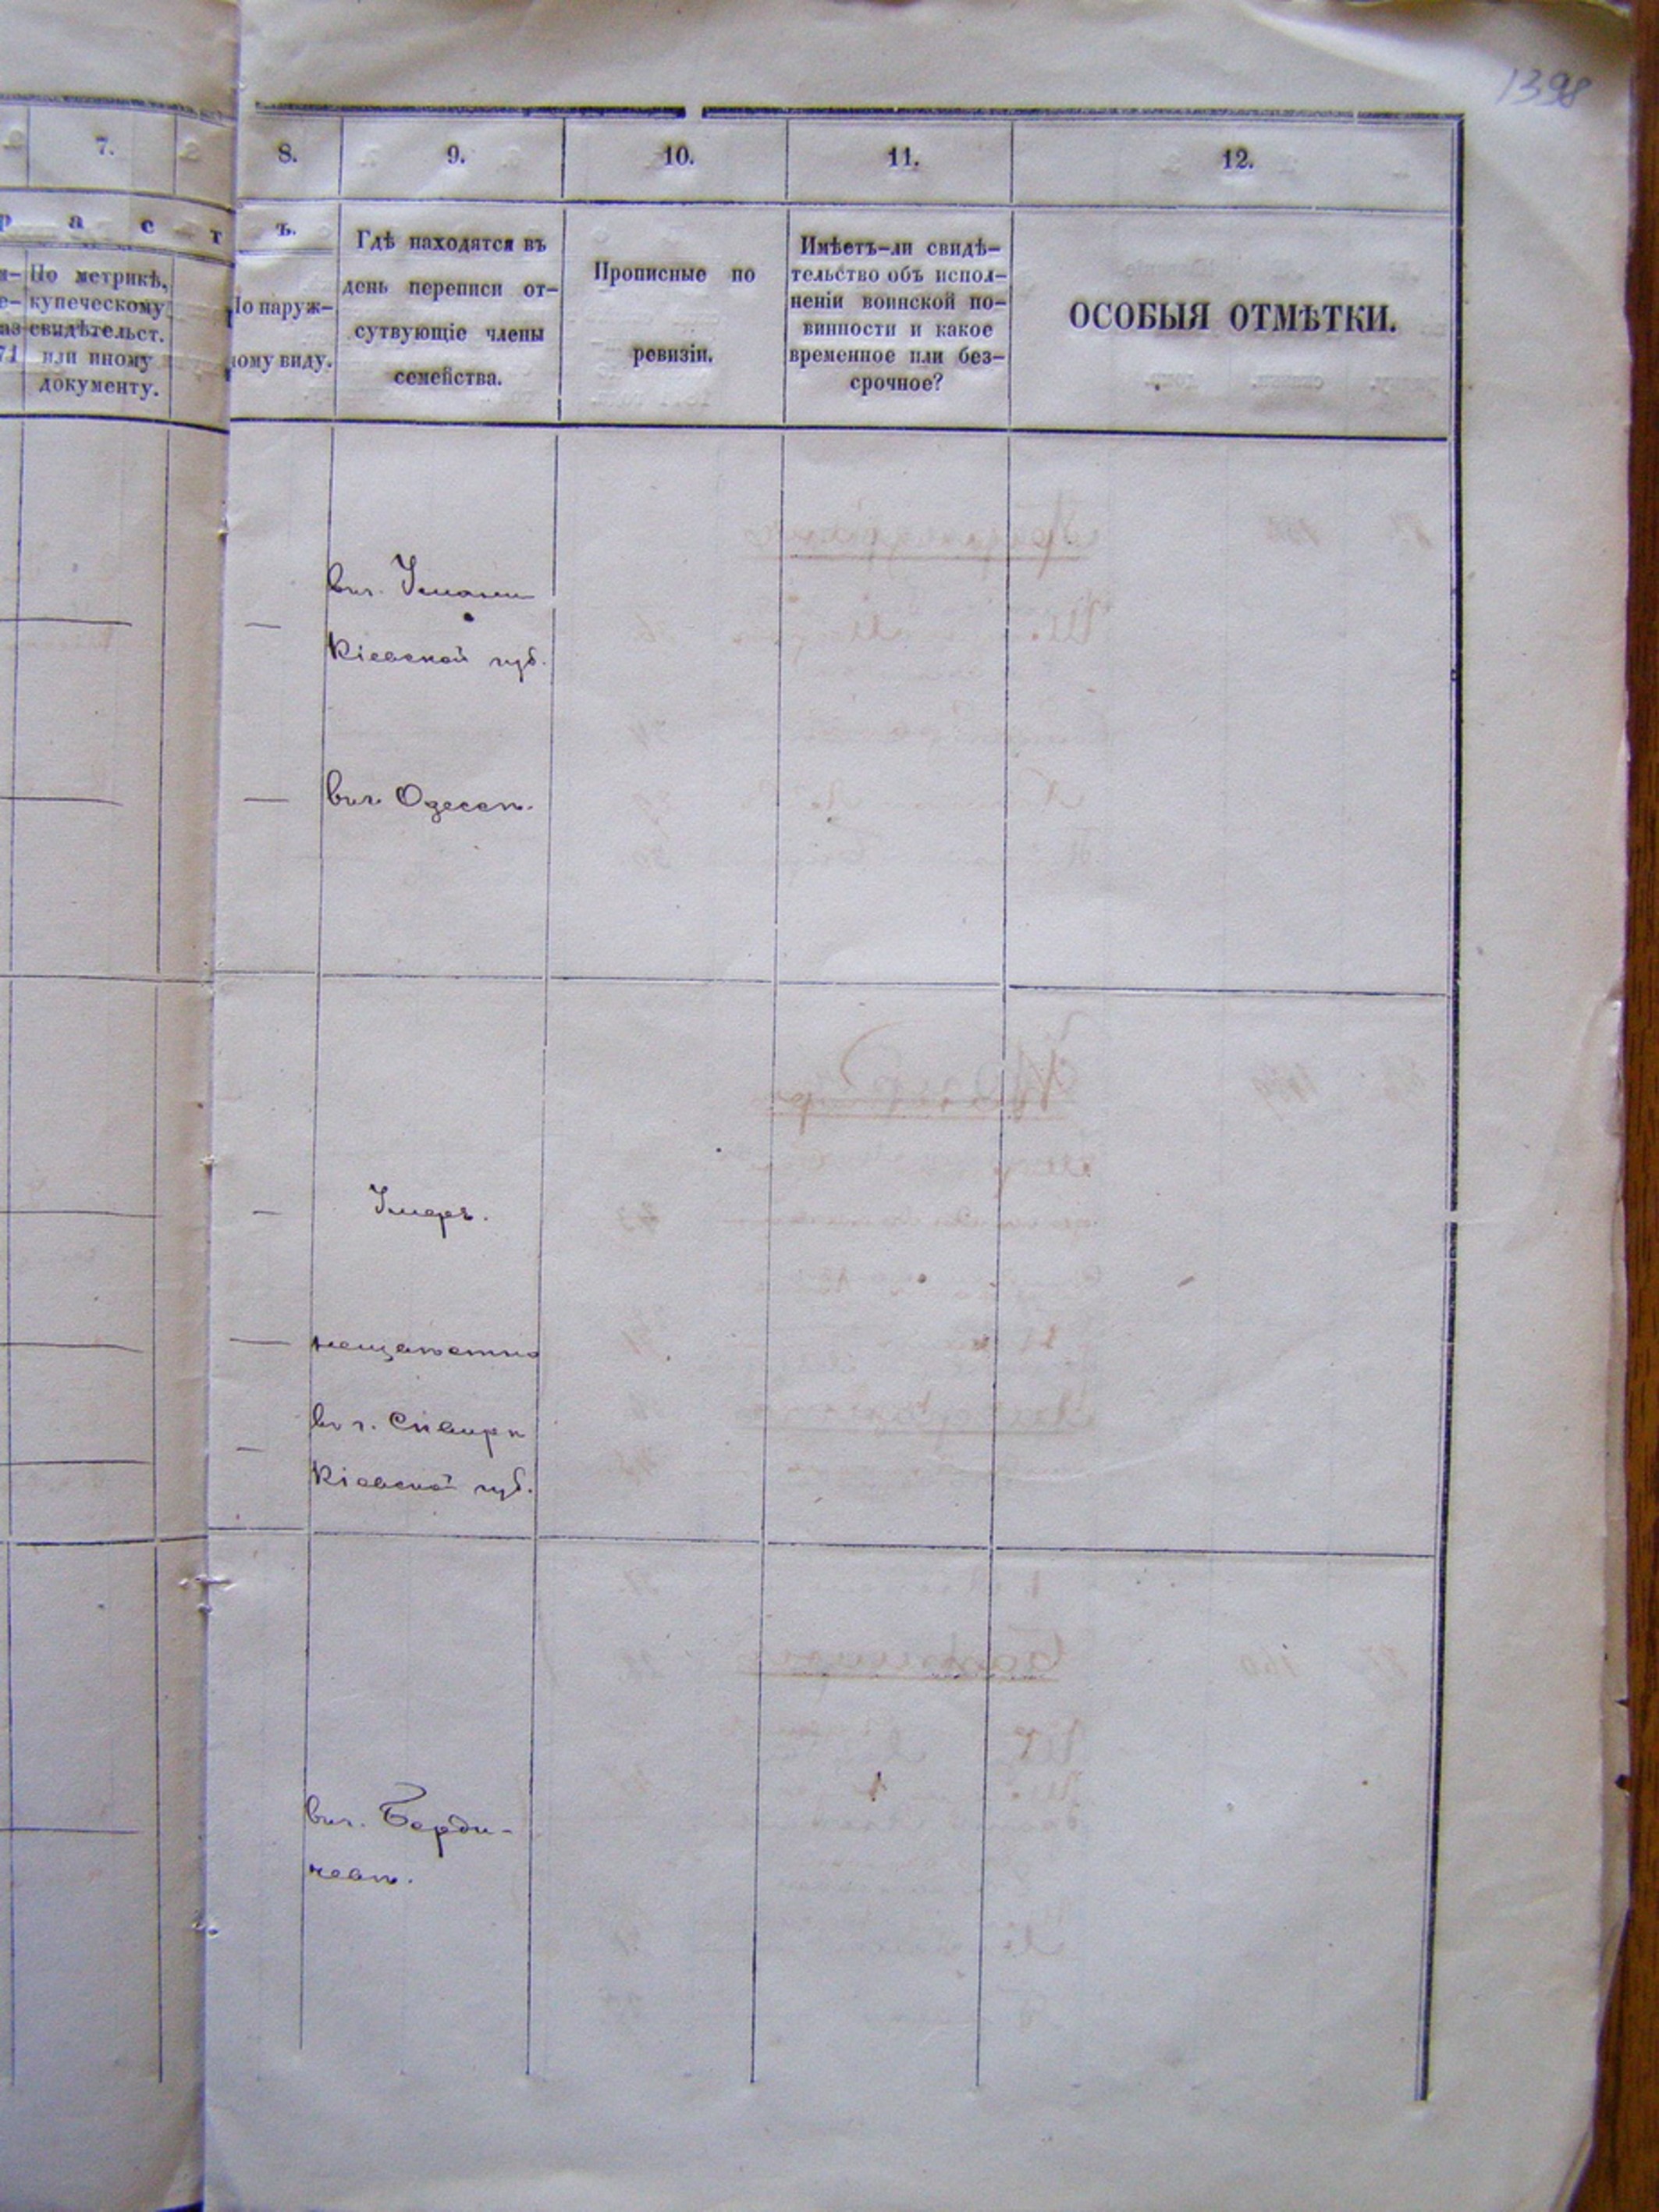 1398
7. 8. 9. 10. 11. 12.
р а с т ъ.
По метрикѣ,
купеческому
свидѣтельст.
или иному
документу.
По наруж-
ному виду.
Гдѣ находятся въ
день переписи от-
сутвующіе члены
семейства.
Прописные по
ревизіи.
Имѣетъ-ли свидѣ-
тельство объ испол-
неніи воинской по-
винности и какое
временное или без-
срочное?
ОСОБЫЯ ОТМѢТКИ.
въ г. Умани
Кіевской губ.
въ г. Одессѣ.
Умеръ.
неизвѣстно
въ г. Сквирѣ
Кіевской губ.
въ г. Берди-
чевѣ.